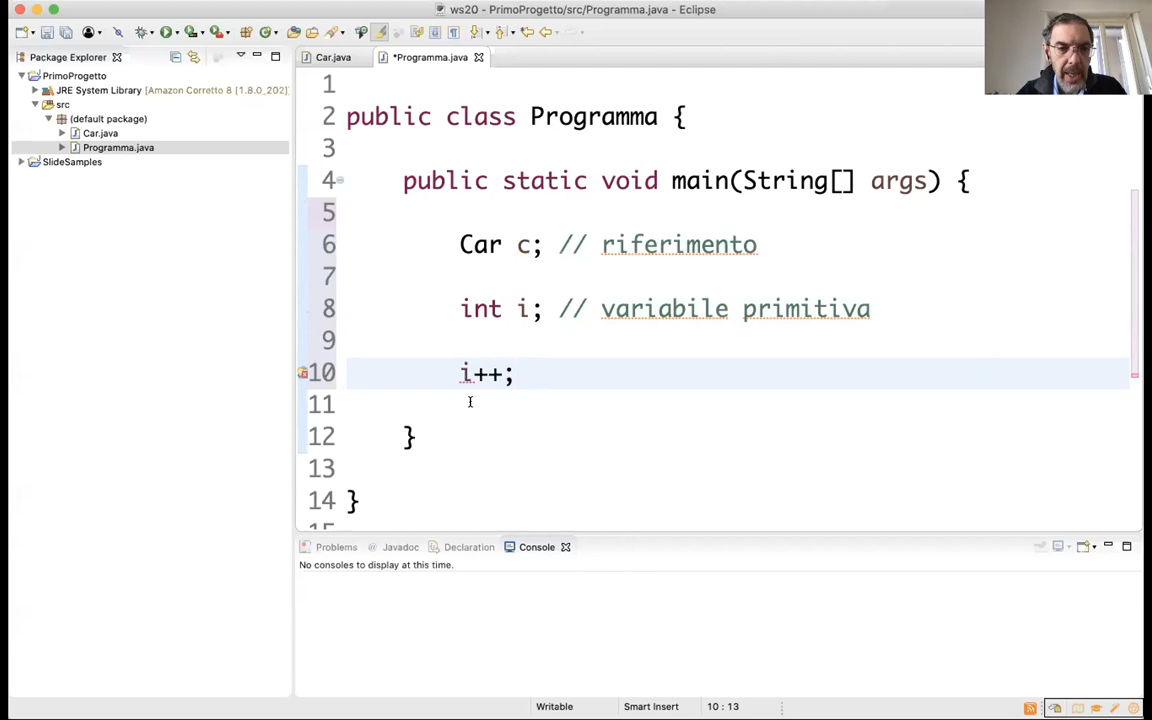 ws20 - PrimoProgetto/src/Programma.java - Eclipse
Package Explorer
PrimoProgetto
JRE System Library [Amazon Corretto 8 [1.8.0_202]]
src
(default package)
Car.java
Programma.java
SlideSamples
Car.java
*Programma.java
1
2 public class Programma {
3
4 public static void main(String[] args) {
5
6 Car c; // riferimento
7
8 int i; // variabile primitiva
9
10 i++;
11
12 }
13
14 }
15
Problems
@ Javadoc
Declaration
Console
No consoles to display at this time.
Writable
Smart Insert
10 : 13